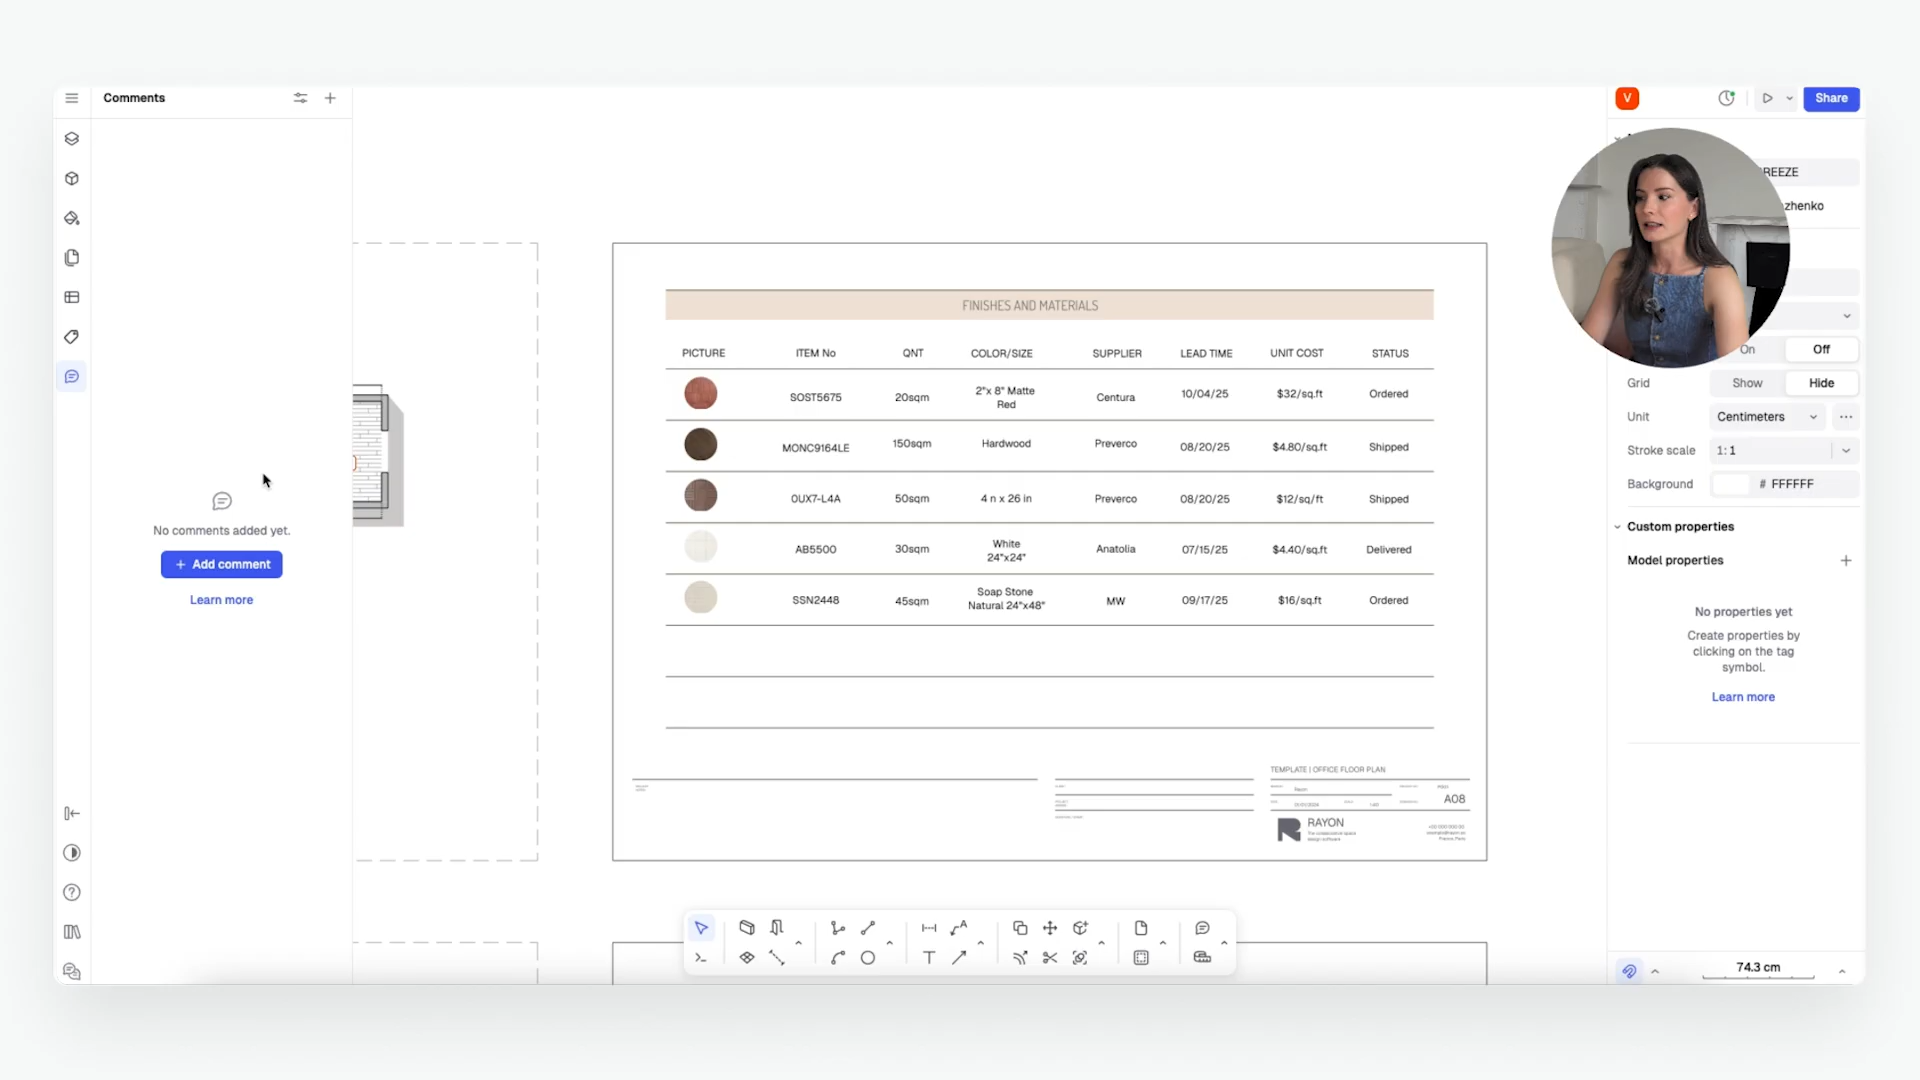 Comments
V
Share
REEZE
zhenko
On
Off
Grid
Show
Hide
Unit
Centimeters
Stroke scale
1:1
Background
# FFFFFF
Custom properties
Model properties
No properties yet
Create properties by
clicking on the tag
symbol.
Learn more
74.3 cm
No comments added yet.
+ Add comment
Learn more
FINISHES AND MATERIALS
PICTURE ITEM No QNT COLOR/SIZE SUPPLIER LEAD TIME UNIT COST STATUS
SOST5675 20sqm 2"x 8" Matte Red Centura 10/04/25 $32/sq.ft Ordered
MONC9164LE 150sqm Hardwood Preverco 08/20/25 $4.80/sq.ft Shipped
0UX7-L4A 50sqm 4 n x 26 in Preverco 08/20/25 $12/sq/ft Shipped
AB5500 30sqm White 24"x24" Anatolia 07/15/25 $4.40/sq.ft Delivered
SSN2448 45sqm Soap Stone Natural 24"x48" MW 09/17/25 $16/sq.ft Ordered
TEMPLATE | OFFICE FLOOR PLAN
Rayon
A08
RAYON
The collaborative space
design software